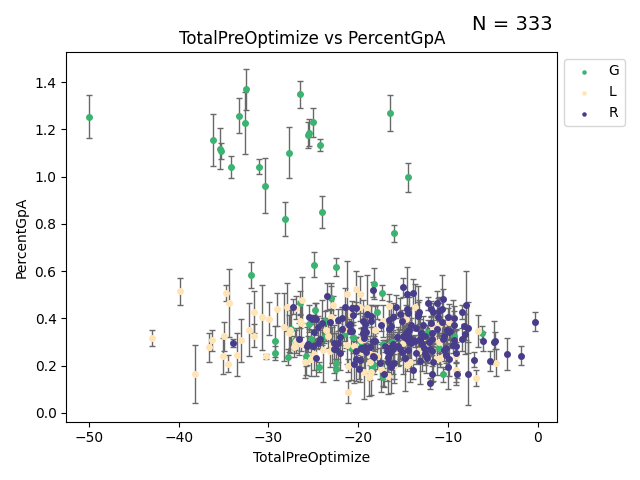 N = 333
TotalPreOptimize vs PercentGpA
G
L
R
PercentGpA
1.4
1.2
1.0
0.8
0.6
0.4
0.2
0.0
−50
−40
−30
−20
−10
0
TotalPreOptimize